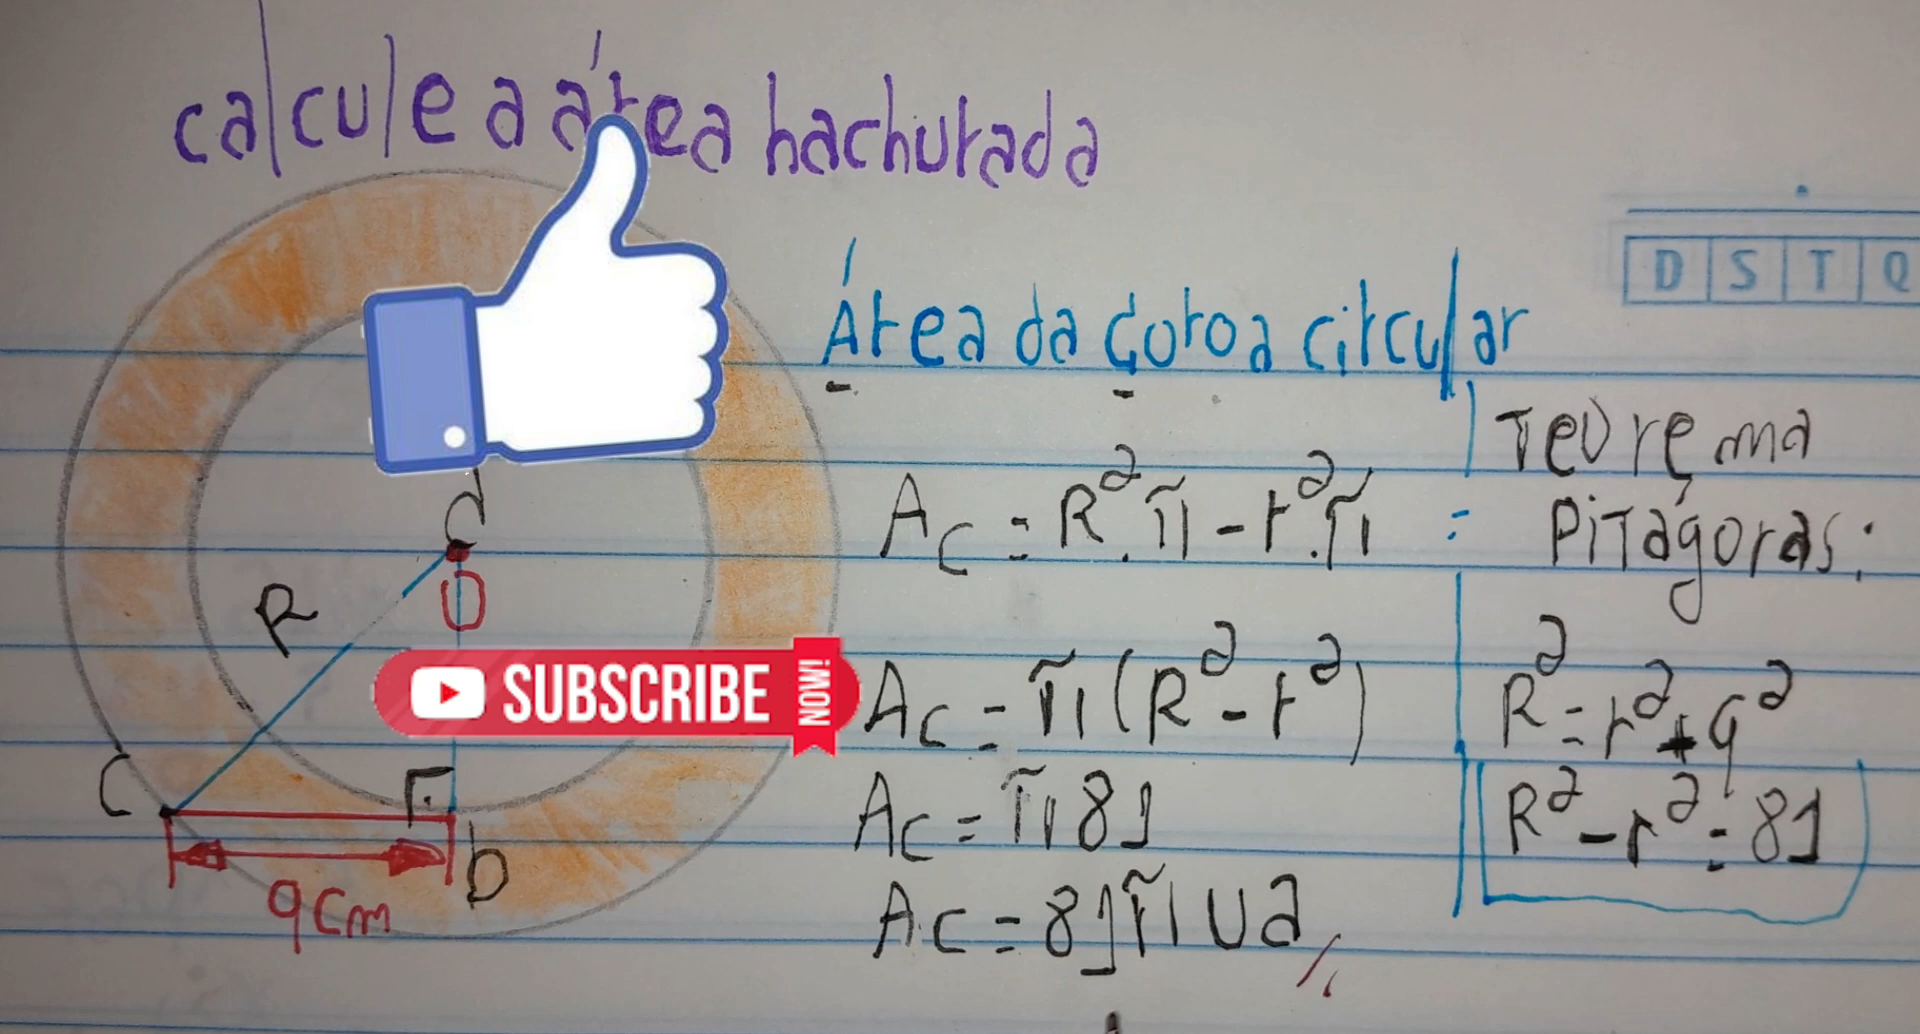 calcule a área hachurada
D S T Q
Área da Coroa circular
Teorema
Pitágoras:
d
O
R
AC = R².π - r².π =
SUBSCRIBE NOW!
AC = π(R² - r²)
R² = r² + 9²
C
b
9cm
AC = π 81
R² - r² = 81
AC = 81π ua